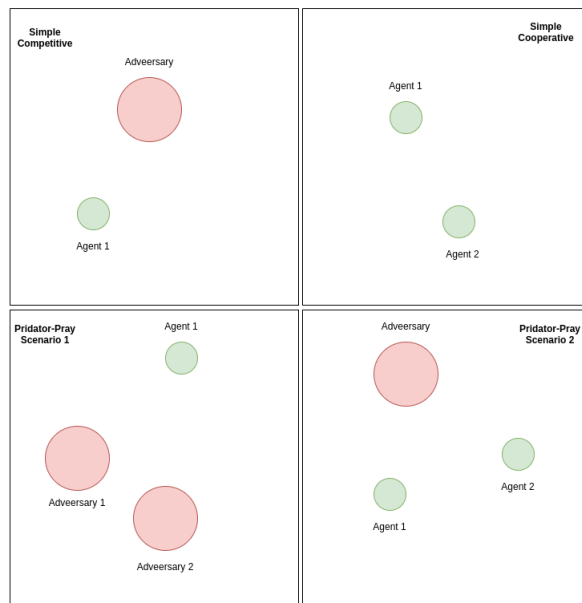 Simple
Competitive
Adveersary
Agent 1
Simple
Cooperative
Agent 1
Agent 2
Pridator-Pray
Scenario 1
Agent 1
Adveersary 1
Adveersary 2
Pridator-Pray
Scenario 2
Adveersary
Agent 2
Agent 1